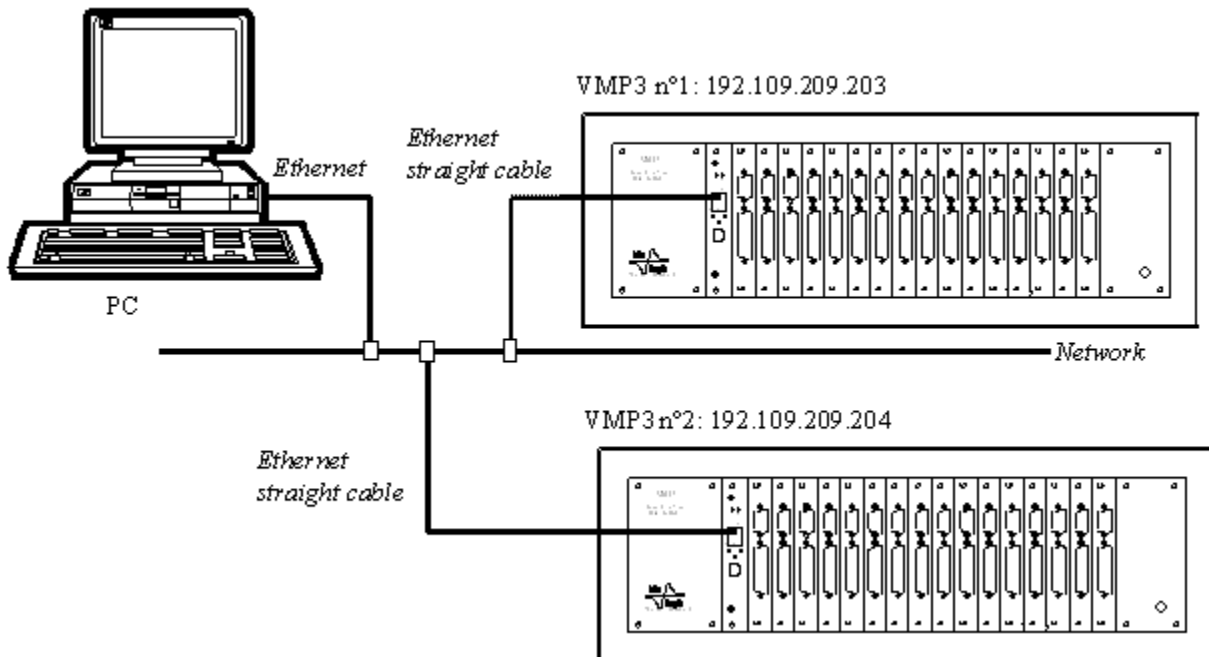 VMP3 n°1: 192.109.209.203
Ethernet
straight cable
Ethernet
PC
Network
VMP3 n°2: 192.109.209.204
Ethernet
straight cable